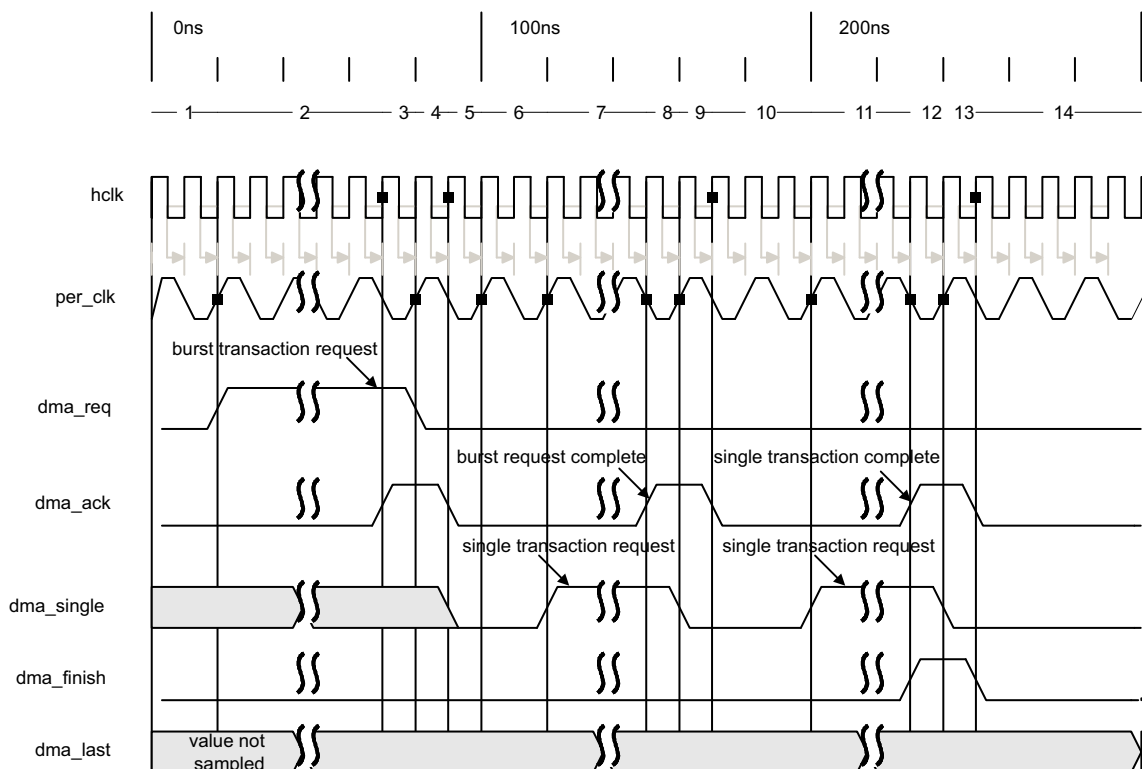 0ns 100ns 200ns
1 2 3 4 5 6 7 8 9 10 11 12 13 14
hclk
per_clk
burst transaction request
dma_req
burst request complete single transaction complete
dma_ack
single transaction request single transaction request
dma_single
dma_finish
dma_last
value not
sampled